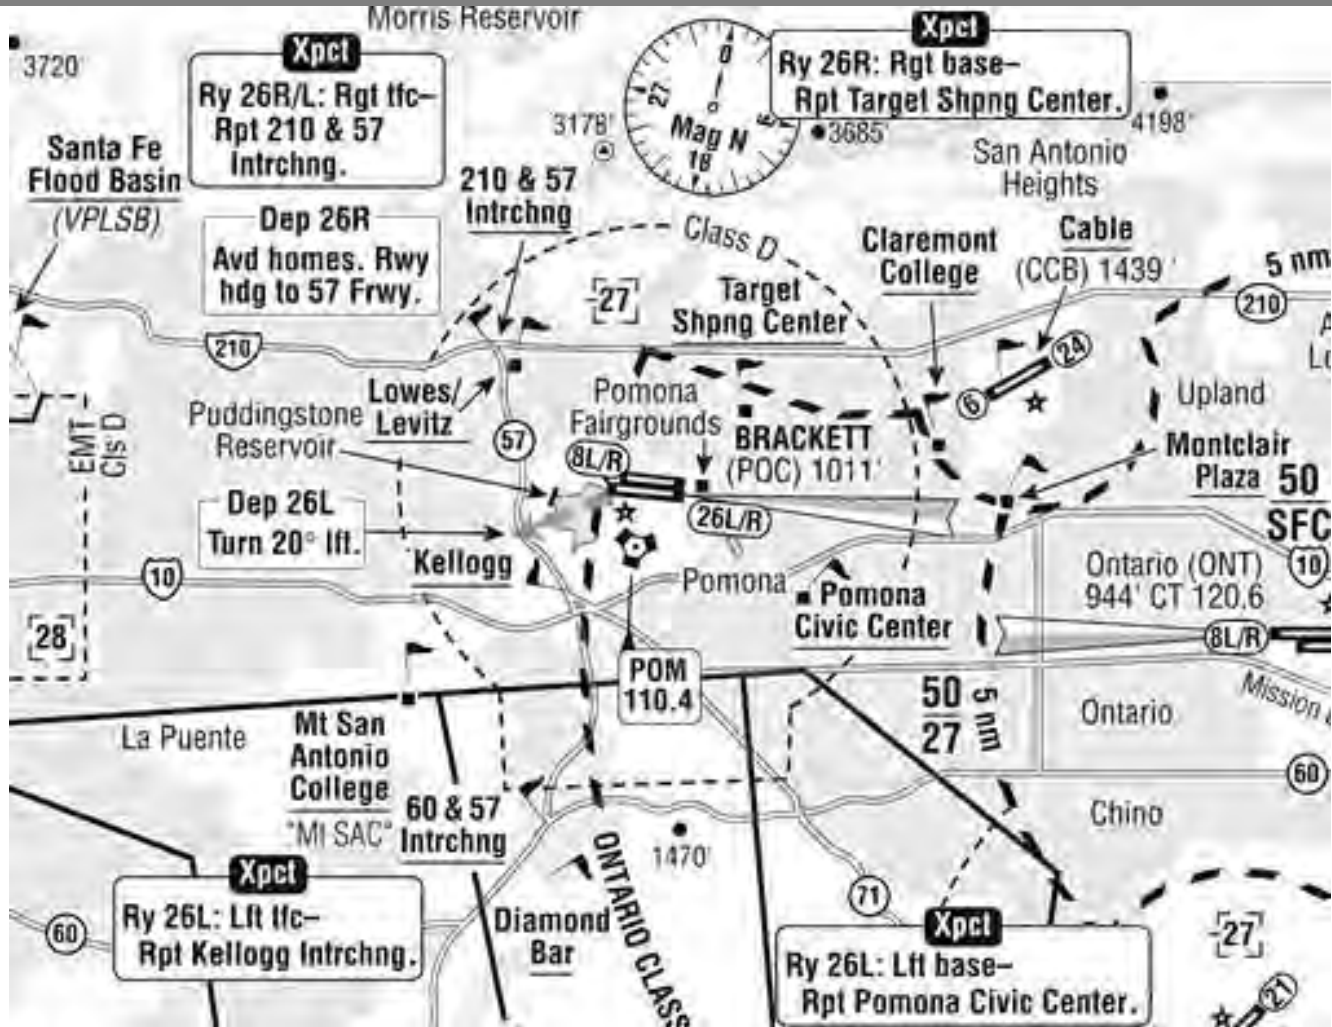 Morris Reservoir
3720'
Xpct
Ry 26R/L: Rgt tfc–
Rpt 210 & 57
Intrchng.
Xpct
Ry 26R: Rgt base–
Rpt Target Shpng Center.
0
27
Mag N
18
3178'
3685'
4198'
San Antonio
Heights
Santa Fe
Flood Basin
(VPLSB)
210 & 57
Intrchng
Dep 26R
Avd homes. Rwy
hdg to 57 Frwy.
Class D
Claremont
College
Cable
(CCB) 1439'
5 nm
210
-27
Target
Shpng Center
210
24
6
Upland
Lowes/
Levitz
Pomona
Fairgrounds
Puddingstone
Reservoir
EMT
Cls D
57
8L/R
BRACKETT
(POC) 1011'
Montclair
Plaza
50
SFC
Dep 26L
Turn 20° lft.
26L/R
Kellogg
10
Pomona
Ontario (ONT)
944' CT 120.6
10
Pomona
Civic Center
28
8L/R
POM
110.4
50
27
5 nm
Mission
La Puente
Mt San
Antonio
College
"MT SAC"
Ontario
60
60 & 57
Intrchng
Chino
1470'
ONTARIO CLASS
Xpct
Ry 26L: Lft tfc–
Rpt Kellogg Intrchng.
60
71
Diamond
Bar
Xpct
Ry 26L: Lft base–
Rpt Pomona Civic Center.
-27
21